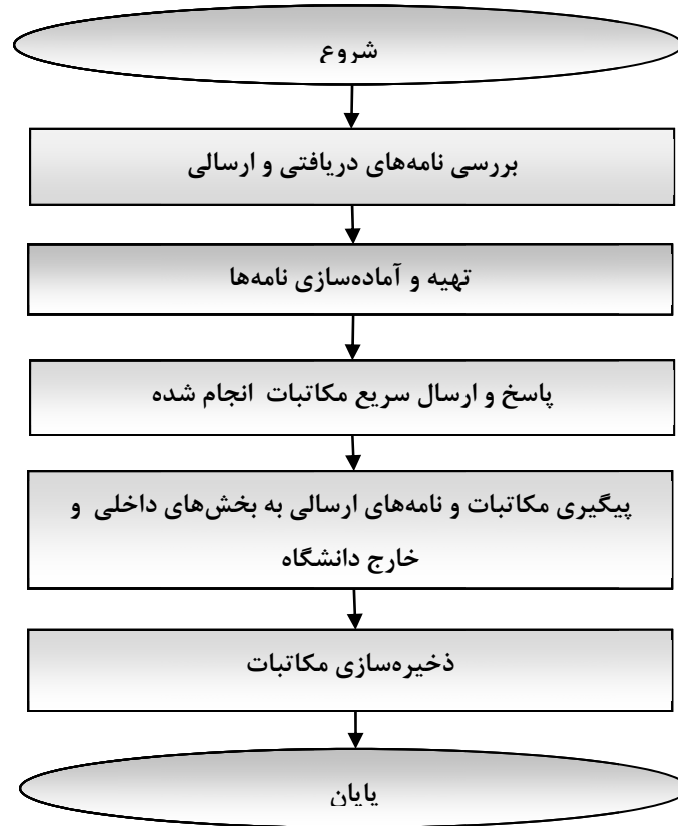 شروع
بررسی نامه‌های دریافتی و ارسالی
تهیه و آماده‌سازی نامه‌ها
پاسخ و ارسال سریع مکاتبات انجام شده
پیگیری مکاتبات و نامه‌های ارسالی به بخش‌های داخلی و
خارج دانشگاه
ذخیره‌سازی مکاتبات
پایان